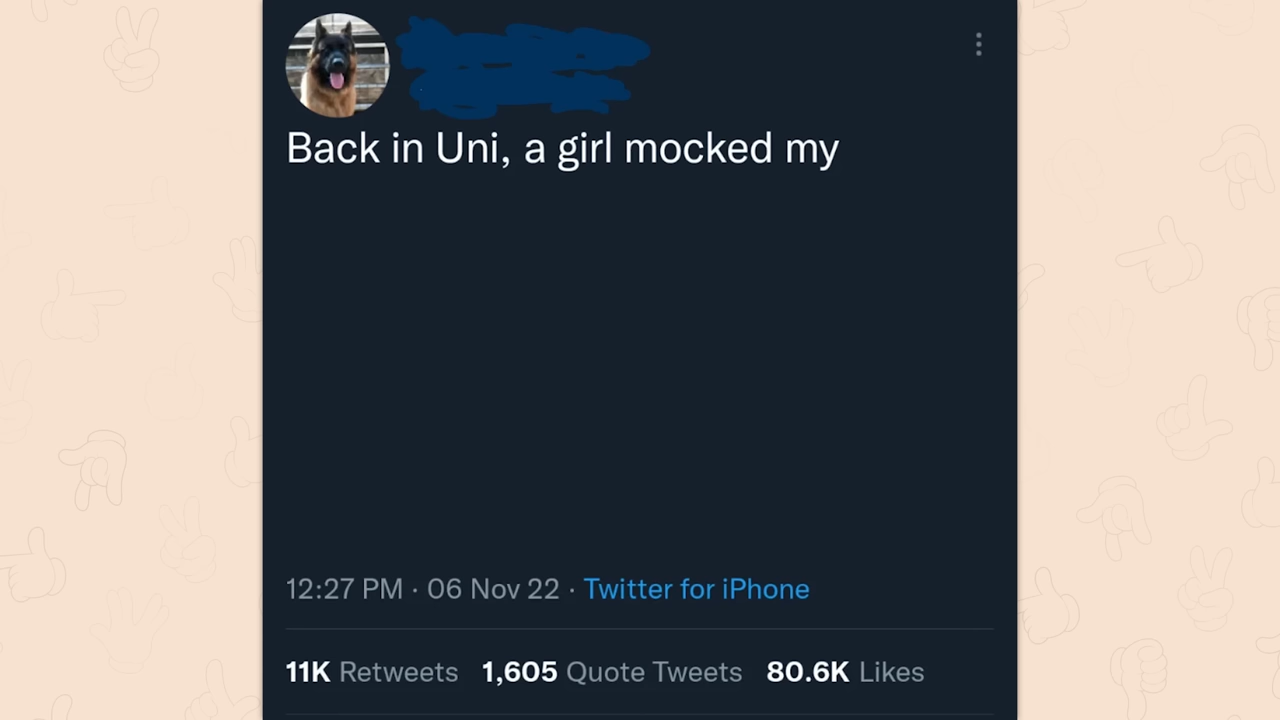 Back in Uni, a girl mocked my
12:27 PM · 06 Nov 22 · Twitter for iPhone
11K Retweets 1,605 Quote Tweets 80.6K Likes